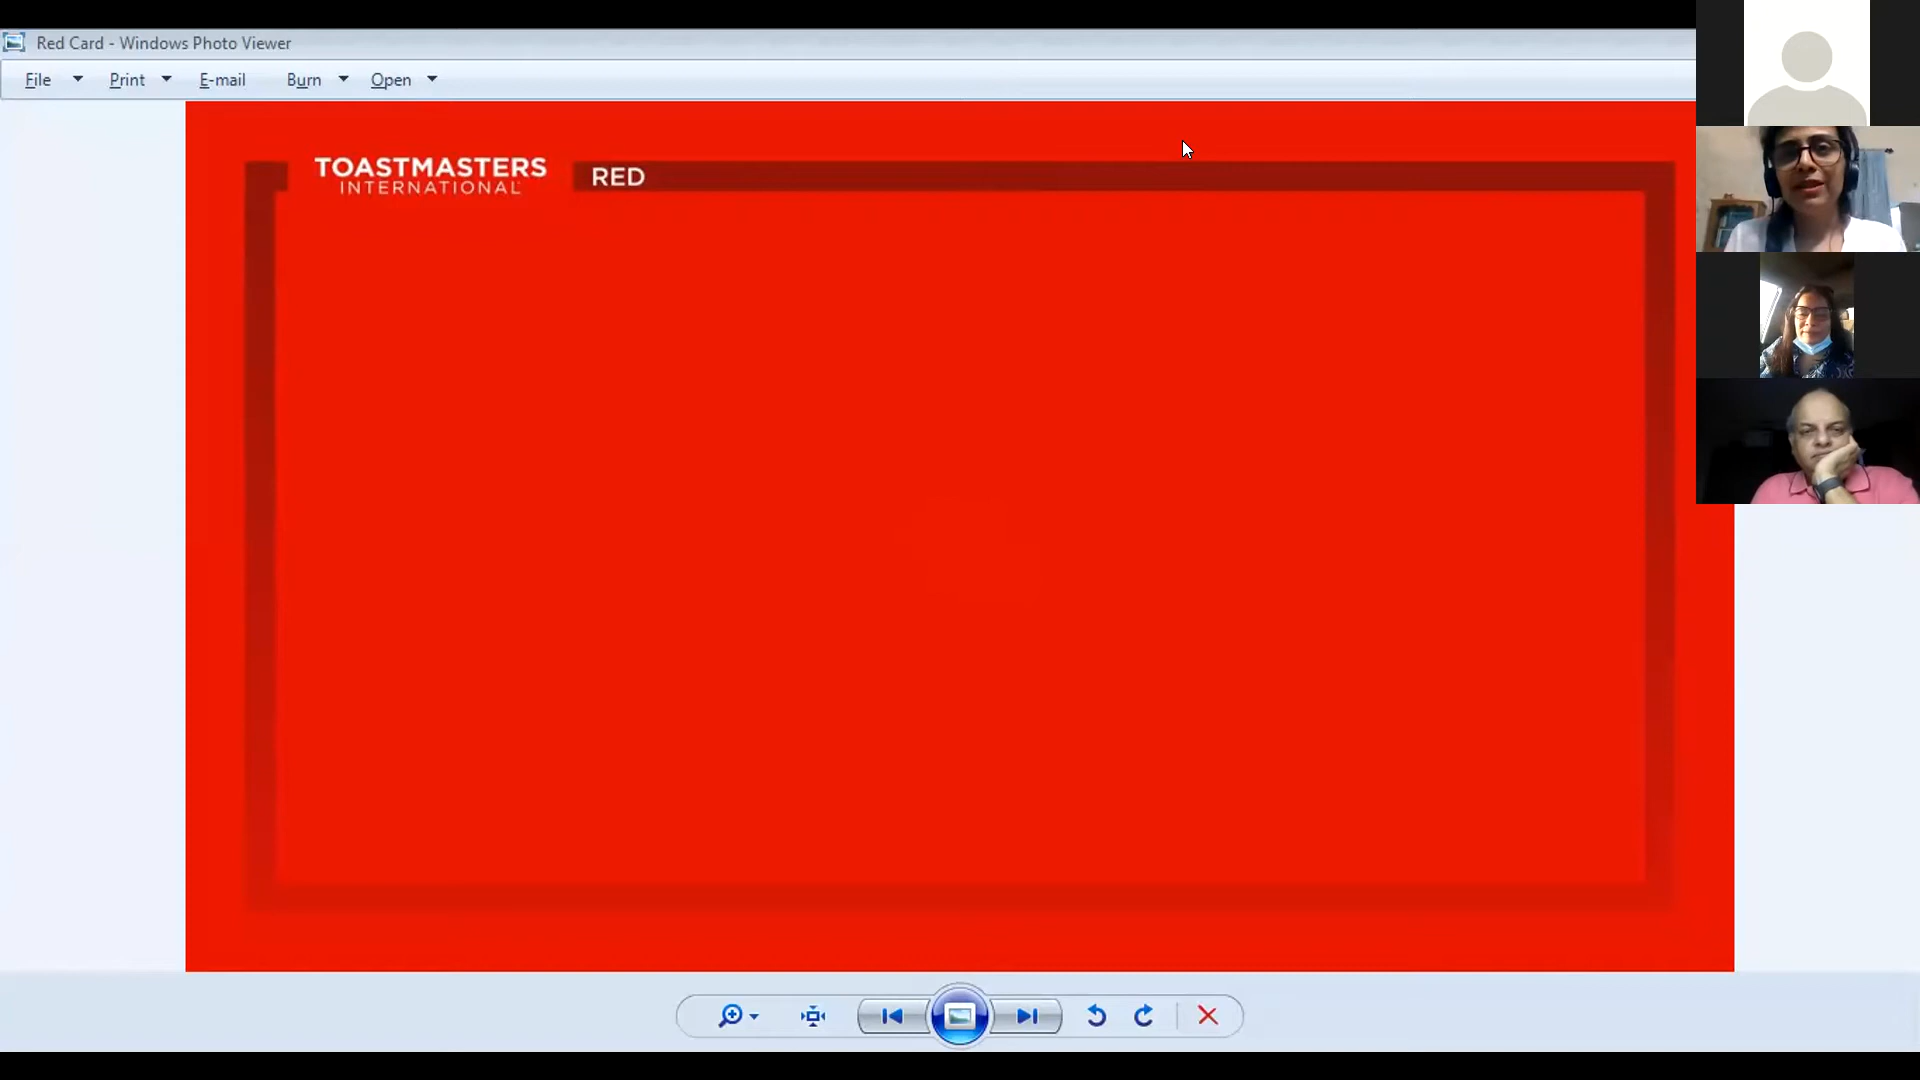 Red Card - Windows Photo Viewer
File Print E-mail Burn Open
TOASTMASTERS
INTERNATIONAL
RED